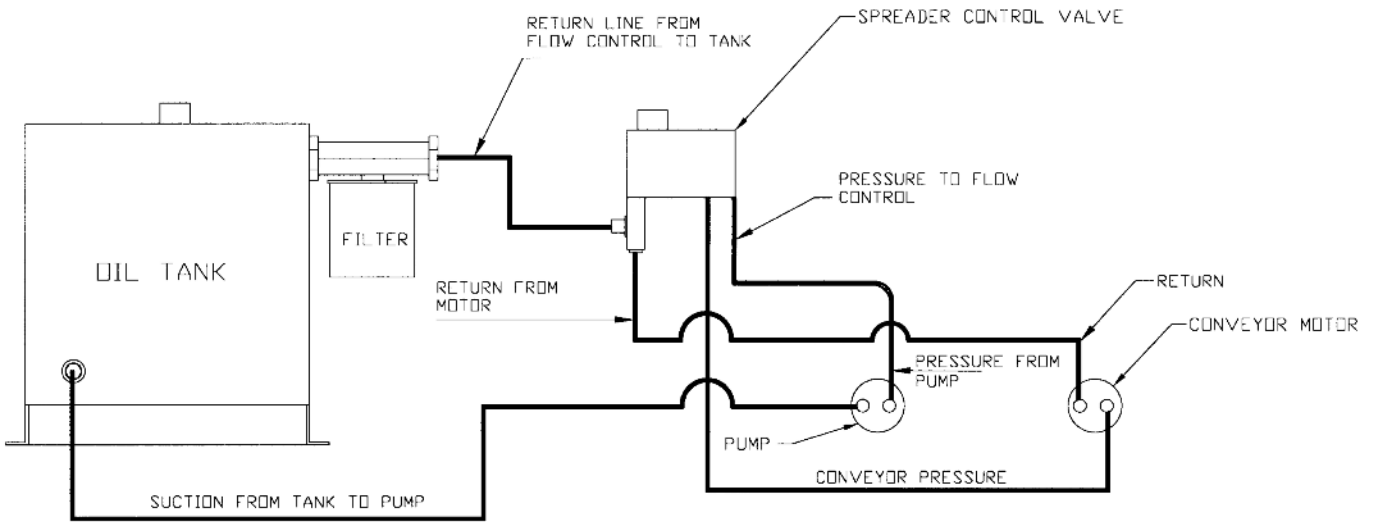 RETURN LINE FROM
FLOW CONTROL TO TANK
SPREADER CONTROL VALVE
PRESSURE TO FLOW
CONTROL
FILTER
OIL TANK
RETURN FROM
MOTOR
RETURN
CONVEYOR MOTOR
PRESSURE FROM
PUMP
PUMP
CONVEYOR PRESSURE
SUCTION FROM TANK TO PUMP